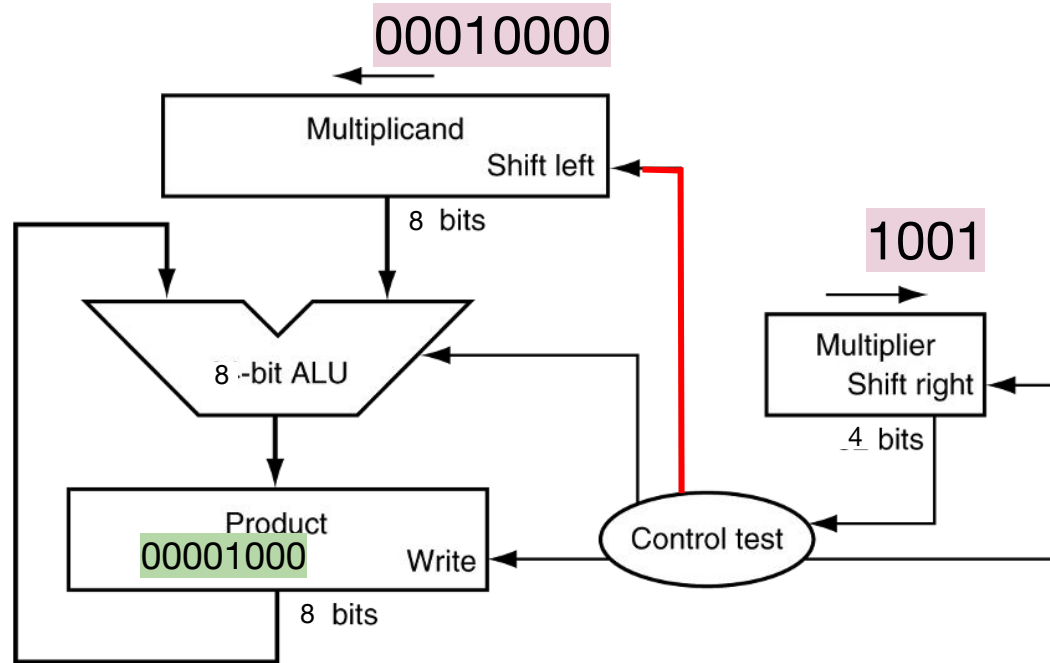 00010000
Multiplicand
Shift left
8 bits
1001
Multiplier
Shift right
4 bits
8 -bit ALU
Product
00001000
Write
Control test
8 bits